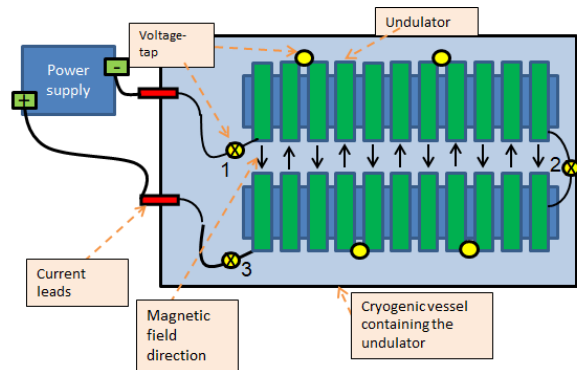 Voltage-
tap
Undulator
Power
supply
-
+
1
2
3
Current
leads
Magnetic
field
direction
Cryogenic vessel
containing the
undulator